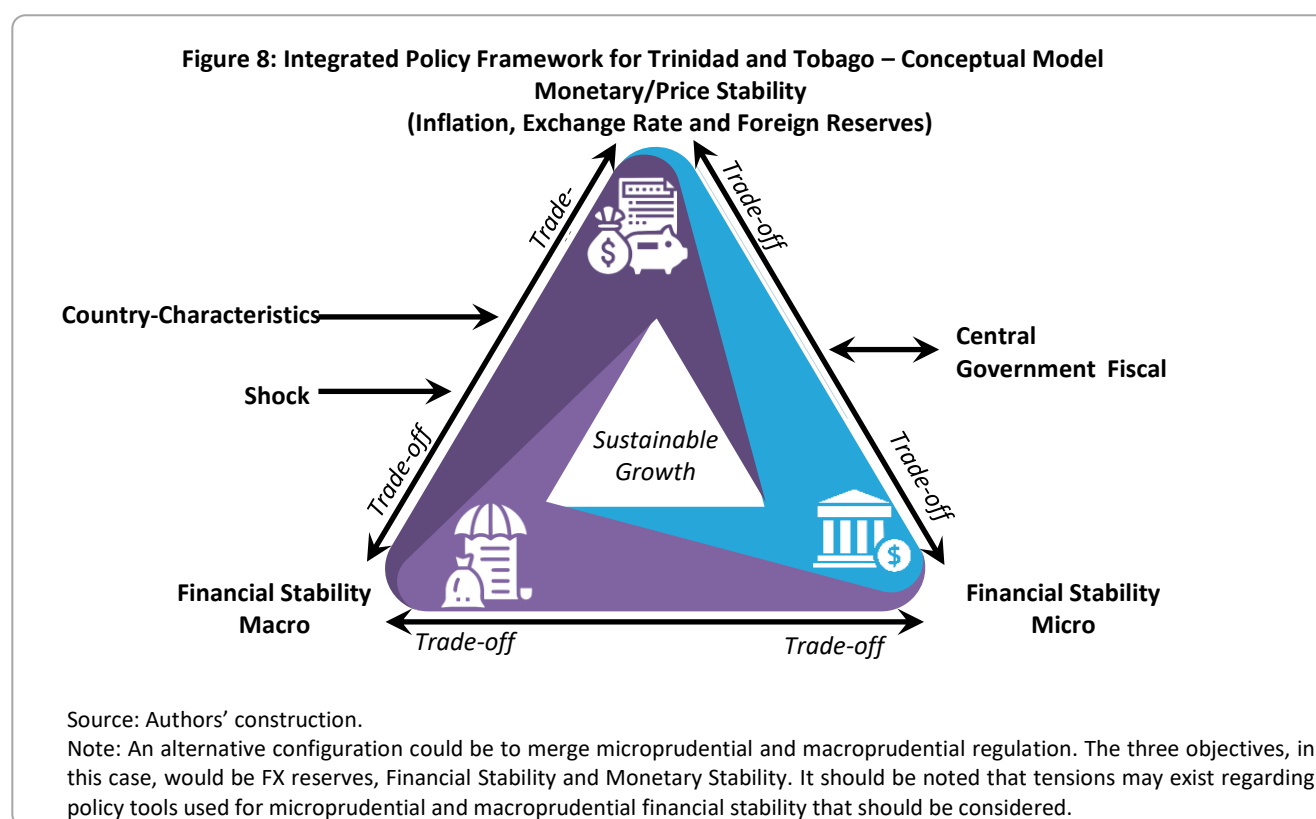 Figure 8: Integrated Policy Framework for Trinidad and Tobago – Conceptual Model
Monetary/Price Stability
(Inflation, Exchange Rate and Foreign Reserves)
Trade-
Trade-off
Country-Characteristics
Shock
Central
Government Fiscal
Sustainable
Growth
Trade-off
Trade-off
$
$
Financial Stability
Macro
Financial Stability
Micro
Trade-off
Trade-off
Source: Authors’ construction.
Note: An alternative configuration could be to merge microprudential and macroprudential regulation. The three objectives, in
this case, would be FX reserves, Financial Stability and Monetary Stability. It should be noted that tensions may exist regarding
policy tools used for microprudential and macroprudential financial stability that should be considered.